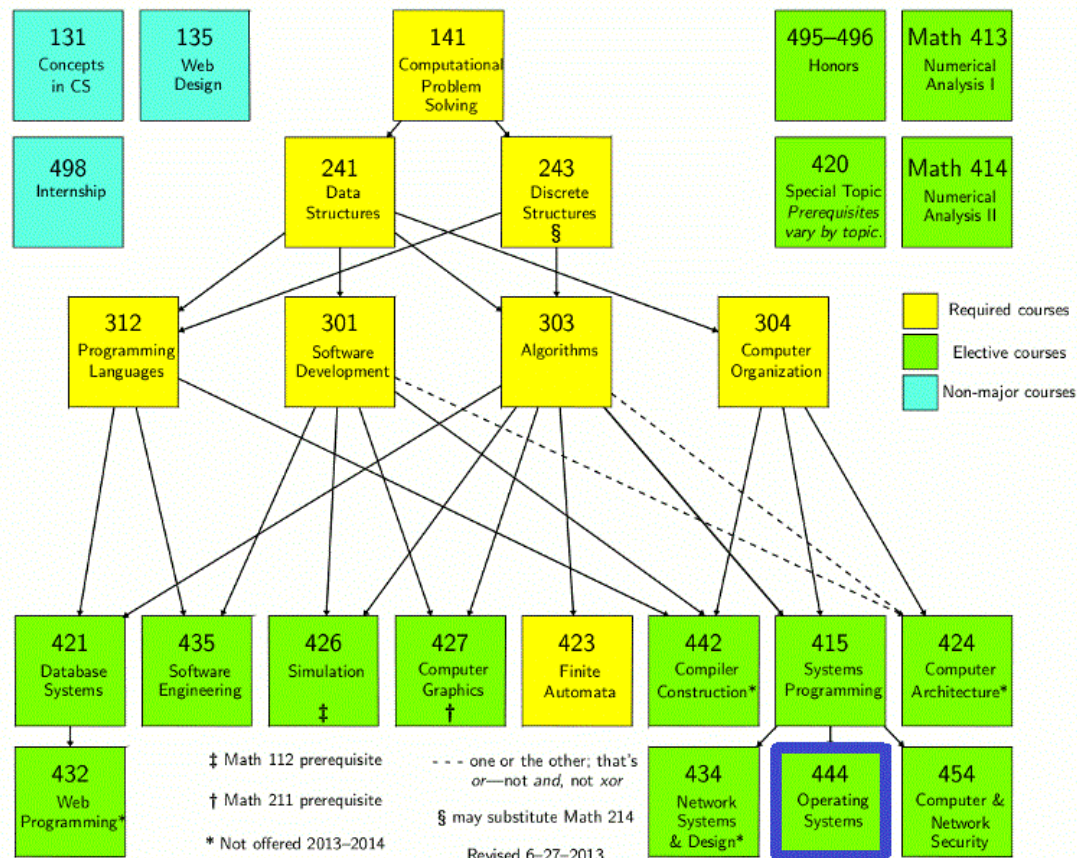 131
Concepts
in CS
135
Web
Design
141
Computational
Problem
Solving
495–496
Honors
Math 413
Numerical
Analysis I
498
Internship
241
Data
Structures
243
Discrete
Structures
§
420
Special Topic
Prerequisites
vary by topic.
Math 414
Numerical
Analysis II
312
Programming
Languages
301
Software
Development
303
Algorithms
304
Computer
Organization
Required courses
Elective courses
Non-major courses
421
Database
Systems
435
Software
Engineering
426
Simulation
‡
427
Computer
Graphics
†
423
Finite
Automata
442
Compiler
Construction*
415
Systems
Programming
424
Computer
Architecture*
432
Web
Programming*
‡ Math 112 prerequisite
† Math 211 prerequisite
* Not offered 2013–2014
- - - one or the other; that's
or—not and, not xor
§ may substitute Math 214
Revised 6–27–2013
434
Network
Systems
& Design*
444
Operating
Systems
454
Computer &
Network
Security